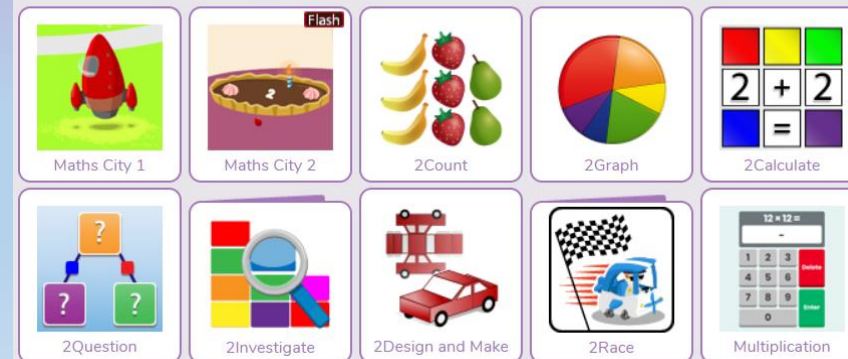 Flash
Maths City 1
2
Maths City 2
2Count
2Graph
2 + 2
=
2Calculate
? 
? ?
2Question
2Investigate
2Design and Make
2Race
12 × 12 =
-
1 2 3 Delete
4 5 6
7 8 9 Enter
0
Multiplication